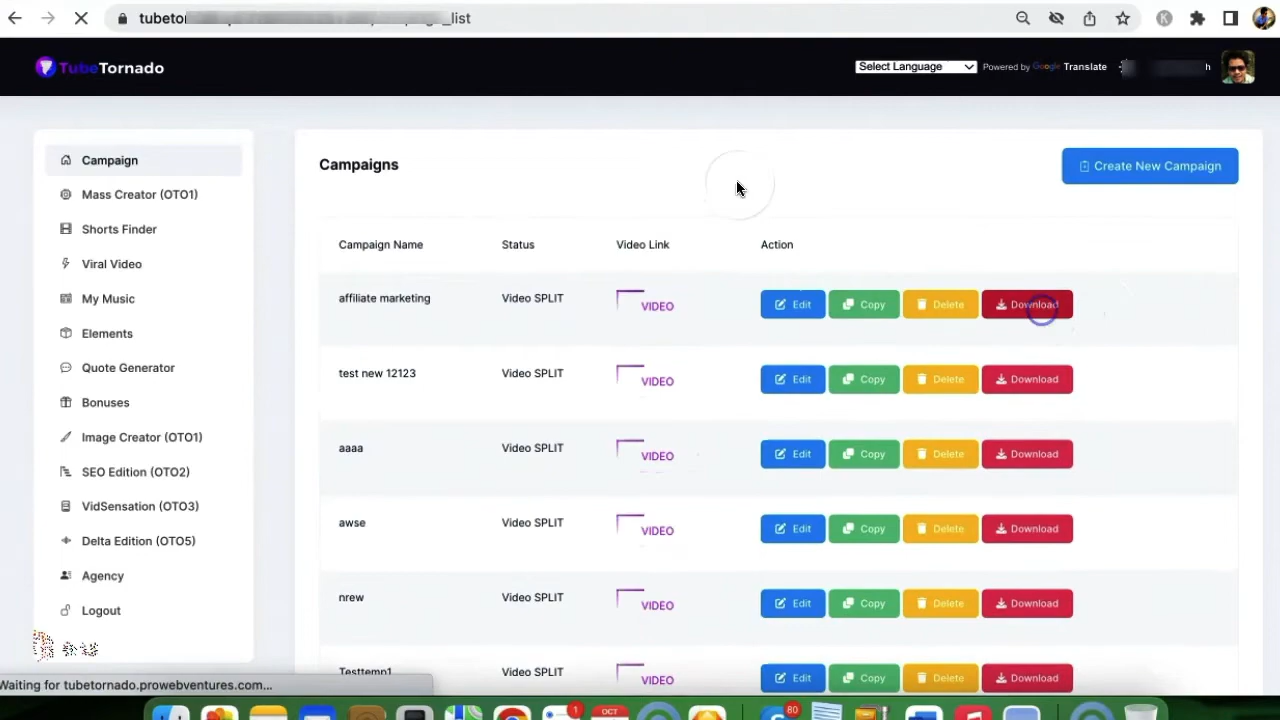 tubetor
_list
TubeTornado
Select Language
Powered by Google Translate
h
Campaign
Mass Creator (OTO1)
Shorts Finder
Viral Video
My Music
Elements
Quote Generator
Bonuses
Image Creator (OTO1)
SEO Edition (OTO2)
VidSensation (OTO3)
Delta Edition (OTO5)
Agency
Logout
Campaigns
Create New Campaign
Campaign Name Status Video Link Action
affiliate marketing Video SPLIT VIDEO Edit Copy Delete Download
test new 12123 Video SPLIT VIDEO Edit Copy Delete Download
aaaa Video SPLIT VIDEO Edit Copy Delete Download
awse Video SPLIT VIDEO Edit Copy Delete Download
nrew Video SPLIT VIDEO Edit Copy Delete Download
Testtemp1 Video SPLIT VIDEO Edit Copy Delete Download
Waiting for tubetornado.prowebventures.com...
1
OCT
80